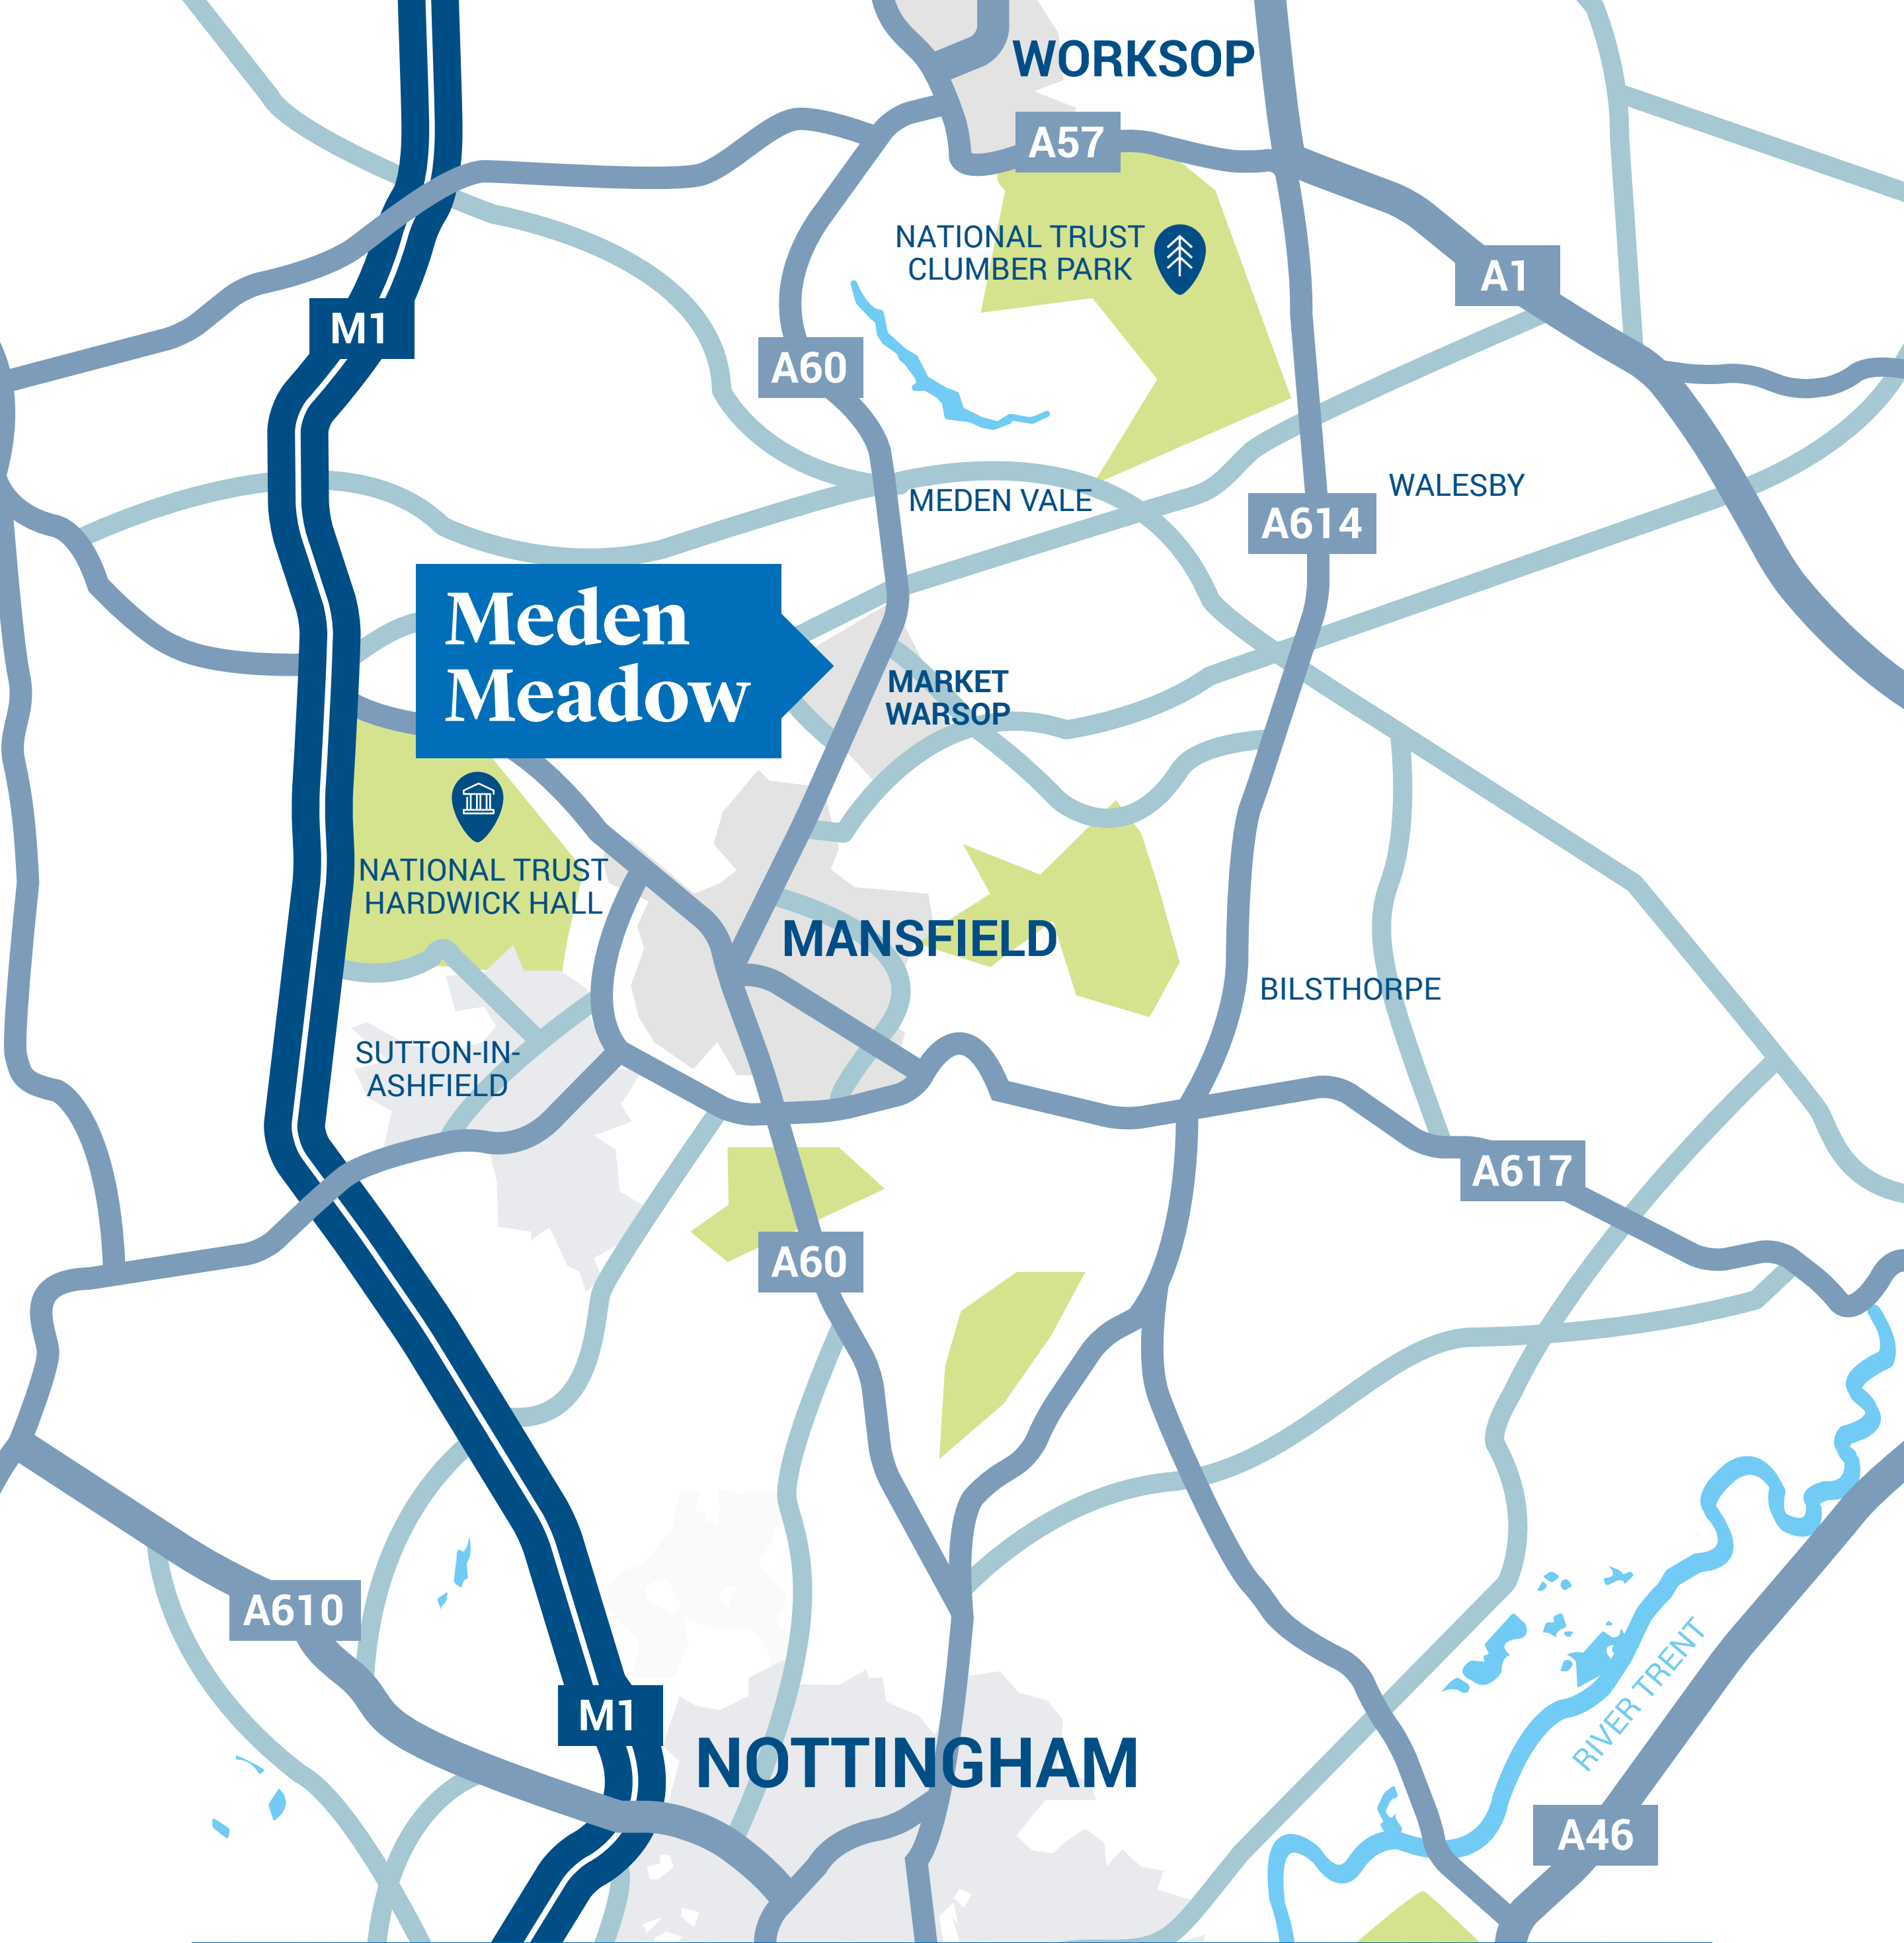 WORKSOP
A57
NATIONAL TRUST
CLUMBER PARK
A1
M1
A60
MEDEN VALE
WALESBY
A614
Meden
Meadow
MARKET
WARSOP
NATIONAL TRUST
HARDWICK HALL
MANSFIELD
BILSTHORPE
SUTTON-IN-
ASHFIELD
A617
A60
A610
RIVER TRENT
M1
NOTTINGHAM
A46